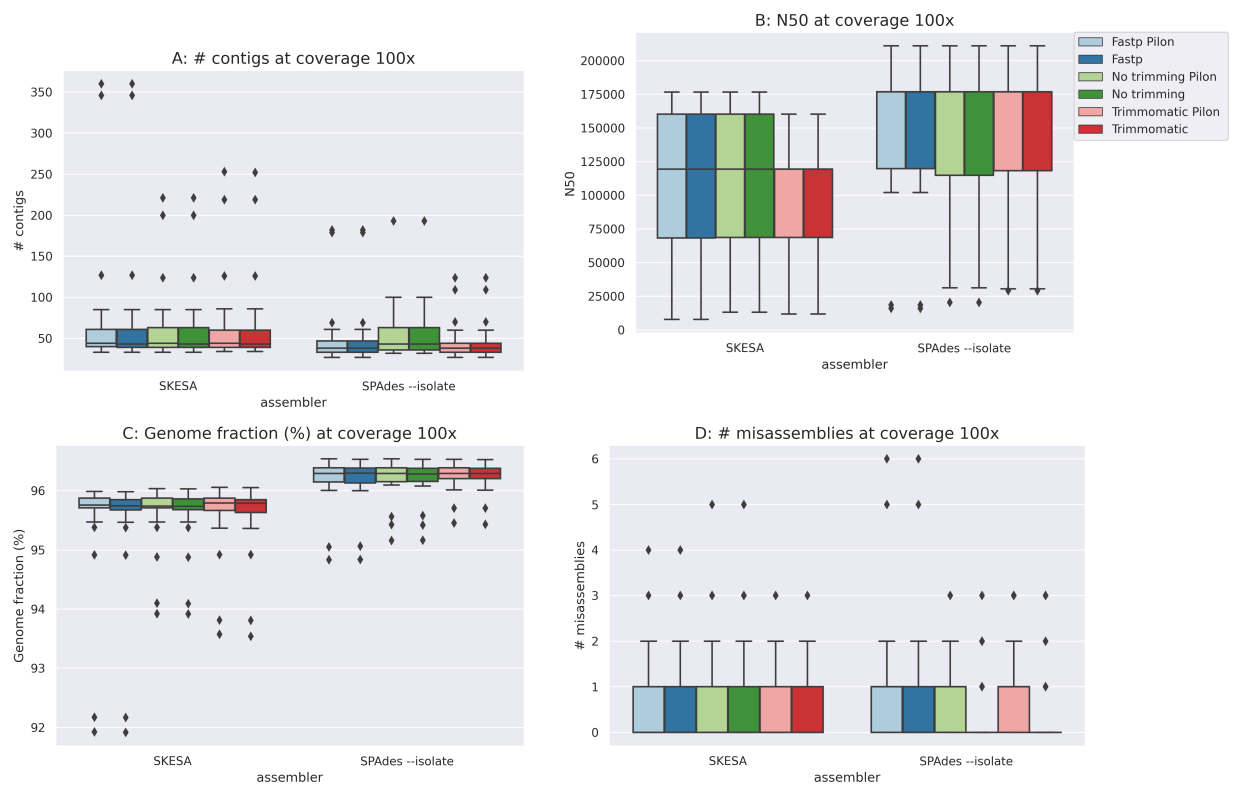 A: # contigs at coverage 100x
# contigs
350
300
250
200
150
100
50
SKESA
SPAdes --isolate
assembler
B: N50 at coverage 100x
N50
200000
175000
150000
125000
100000
75000
50000
25000
0
SKESA
SPAdes --isolate
assembler
Fastp Pilon
Fastp
No trimming Pilon
No trimming
Trimmomatic Pilon
Trimmomatic
C: Genome fraction (%) at coverage 100x
Genome fraction (%)
96
95
94
93
92
SKESA
SPAdes --isolate
assembler
D: # misassemblies at coverage 100x
# misassemblies
6
5
4
3
2
1
0
SKESA
SPAdes --isolate
assembler